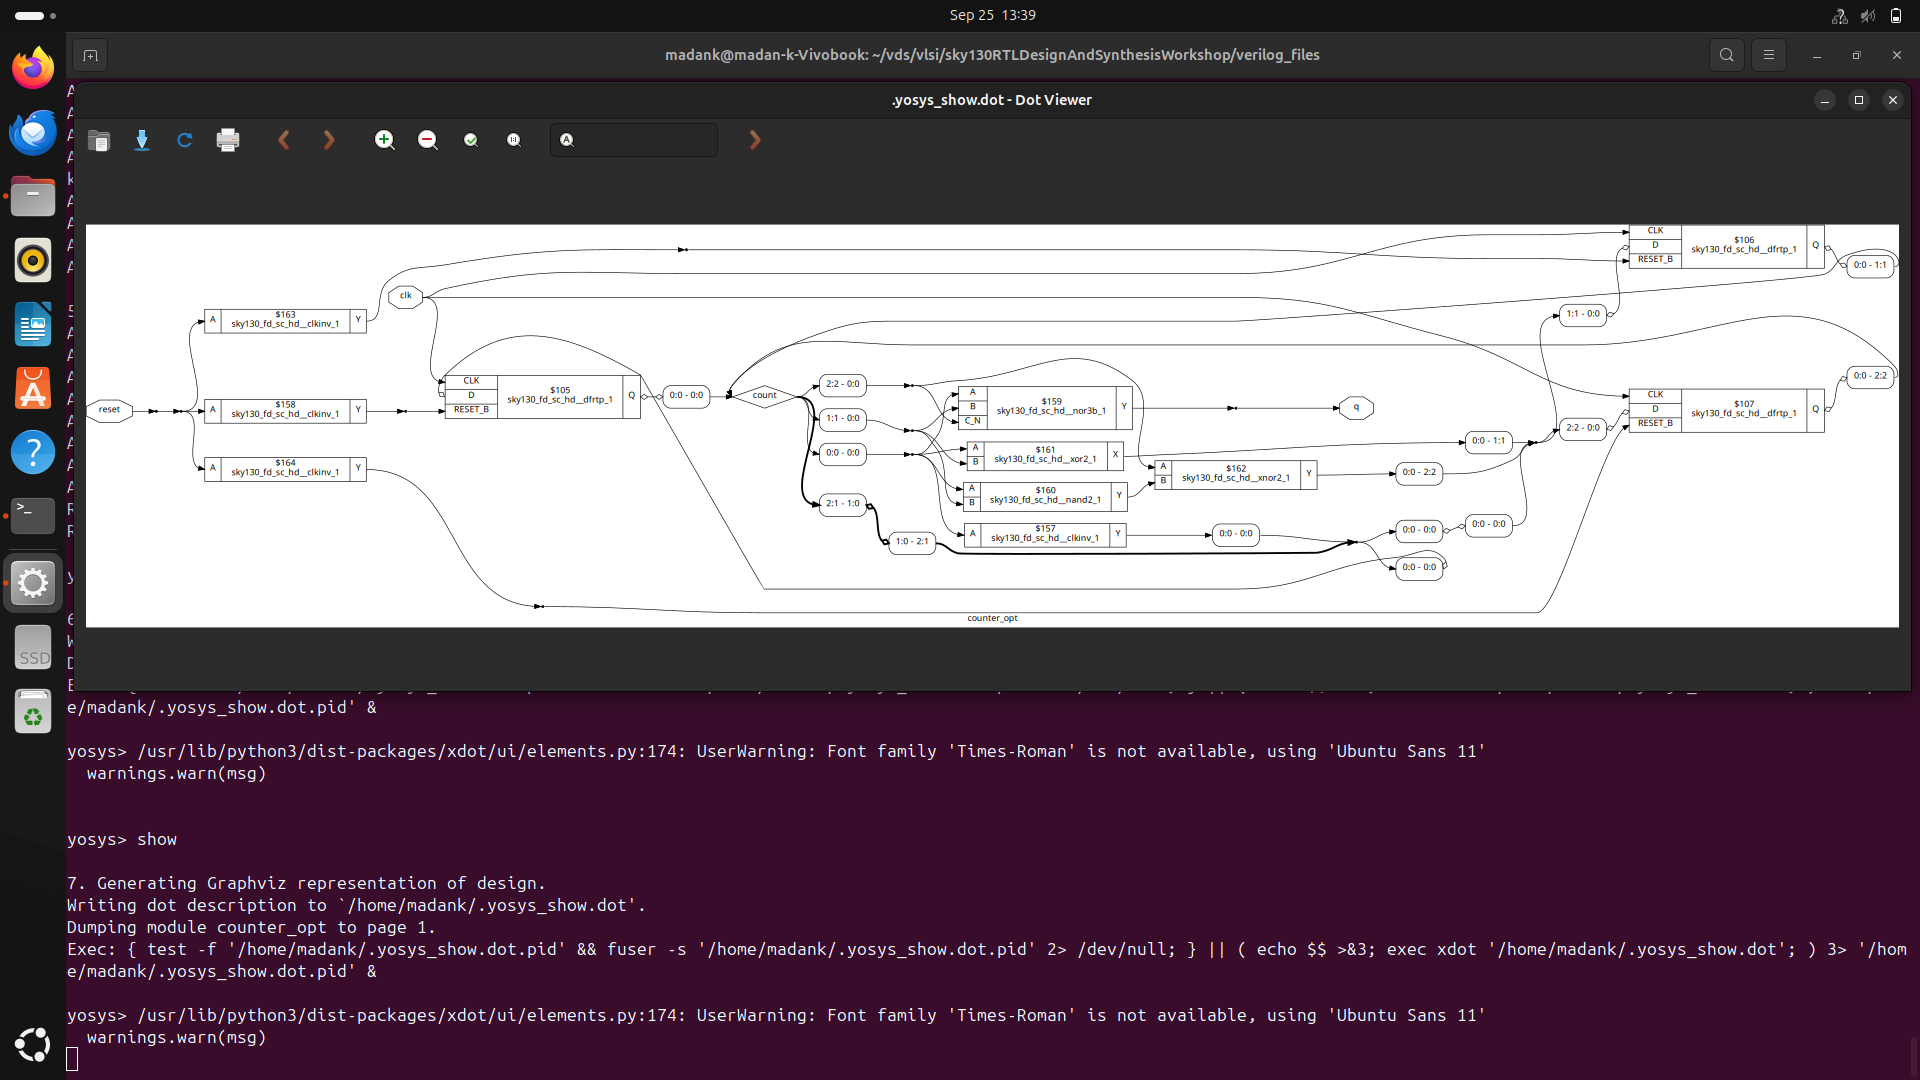 Sep 25 13:39
madank@madan-k-Vivobook: ~/vds/vlsi/sky130RTLDesignAndSynthesisWorkshop/verilog_files
.yosys_show.dot - Dot Viewer
CLK
D
RESET_B
$106
sky130_fd_sc_hd__dfrtp_1
Q
0:0 - 1:1
clk
A
$163
sky130_fd_sc_hd__clkinv_1
Y
1:1 - 0:0
reset
A
$158
sky130_fd_sc_hd__clkinv_1
Y
A
$164
sky130_fd_sc_hd__clkinv_1
Y
CLK
D
RESET_B
$105
sky130_fd_sc_hd__dfrtp_1
Q
0:0 - 0:0
count
2:2 - 0:0
1:1 - 0:0
0:0 - 0:0
2:1 - 1:0
1:0 - 2:1
A
B
C_N
$159
sky130_fd_sc_hd__nor3b_1
Y
q
A
B
$161
sky130_fd_sc_hd__xor2_1
X
A
B
$160
sky130_fd_sc_hd__nand2_1
Y
A
$157
sky130_fd_sc_hd__clkinv_1
Y
A
B
$162
sky130_fd_sc_hd__xnor2_1
Y
0:0 - 0:0
0:0 - 1:1
0:0 - 2:2
0:0 - 0:0
0:0 - 0:0
0:0 - 0:0
2:2 - 0:0
CLK
D
RESET_B
$107
sky130_fd_sc_hd__dfrtp_1
Q
0:0 - 2:2
counter_opt
SSD
e/madank/.yosys_show.dot.pid' &
yosys> /usr/lib/python3/dist-packages/xdot/ui/elements.py:174: UserWarning: Font family 'Times-Roman' is not available, using 'Ubuntu Sans 11'
warnings.warn(msg)
yosys> show
7. Generating Graphviz representation of design.
Writing dot description to `/home/madank/.yosys_show.dot'.
Dumping module counter_opt to page 1.
Exec: { test -f '/home/madank/.yosys_show.dot.pid' && fuser -s '/home/madank/.yosys_show.dot.pid' 2> /dev/null; } || ( echo $$ >&3; exec xdot '/home/madank/.yosys_show.dot'; ) 3> '/hom
e/madank/.yosys_show.dot.pid' &
yosys> /usr/lib/python3/dist-packages/xdot/ui/elements.py:174: UserWarning: Font family 'Times-Roman' is not available, using 'Ubuntu Sans 11'
warnings.warn(msg)